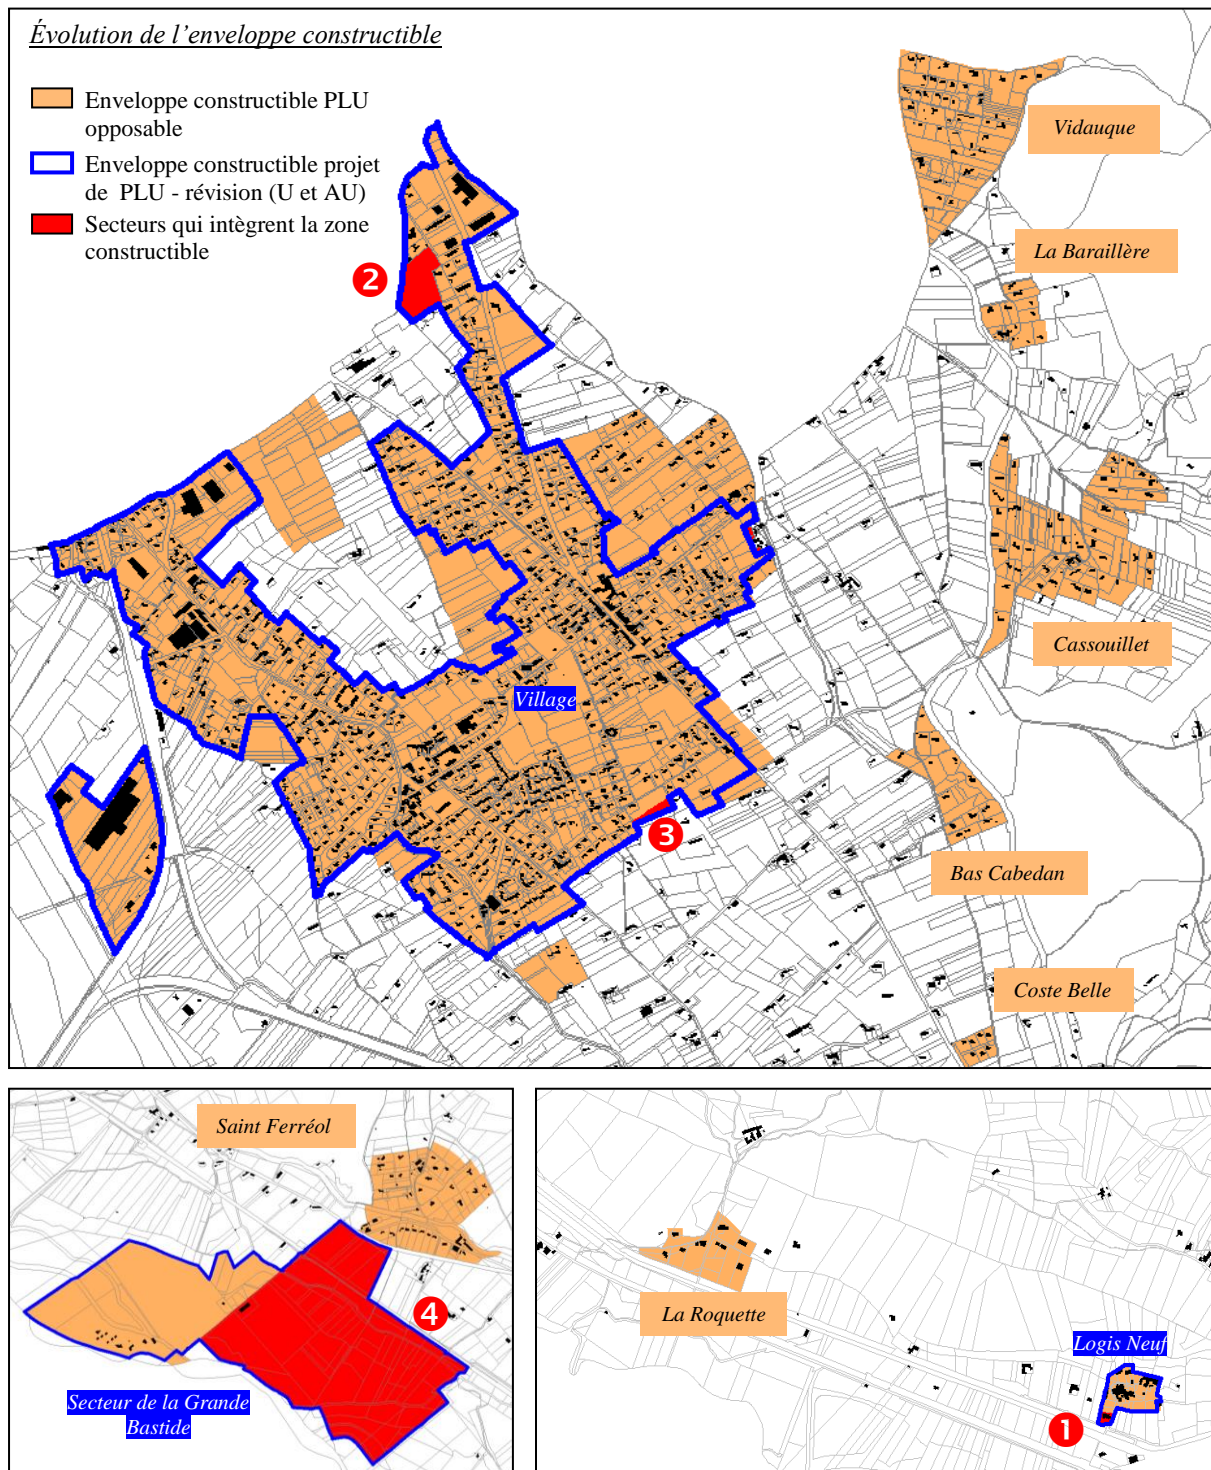 Évolution de l’enveloppe constructible
Enveloppe constructible PLU
opposable
Enveloppe constructible projet
de PLU - révision (U et AU)
Secteurs qui intègrent la zone
constructible
Vidauque
La Baraillère
2
Cassouillet
Village
3
Bas Cabedan
Coste Belle
Saint Ferréol
4
Secteur de la Grande
Bastide
La Roquette
Logis Neuf
1